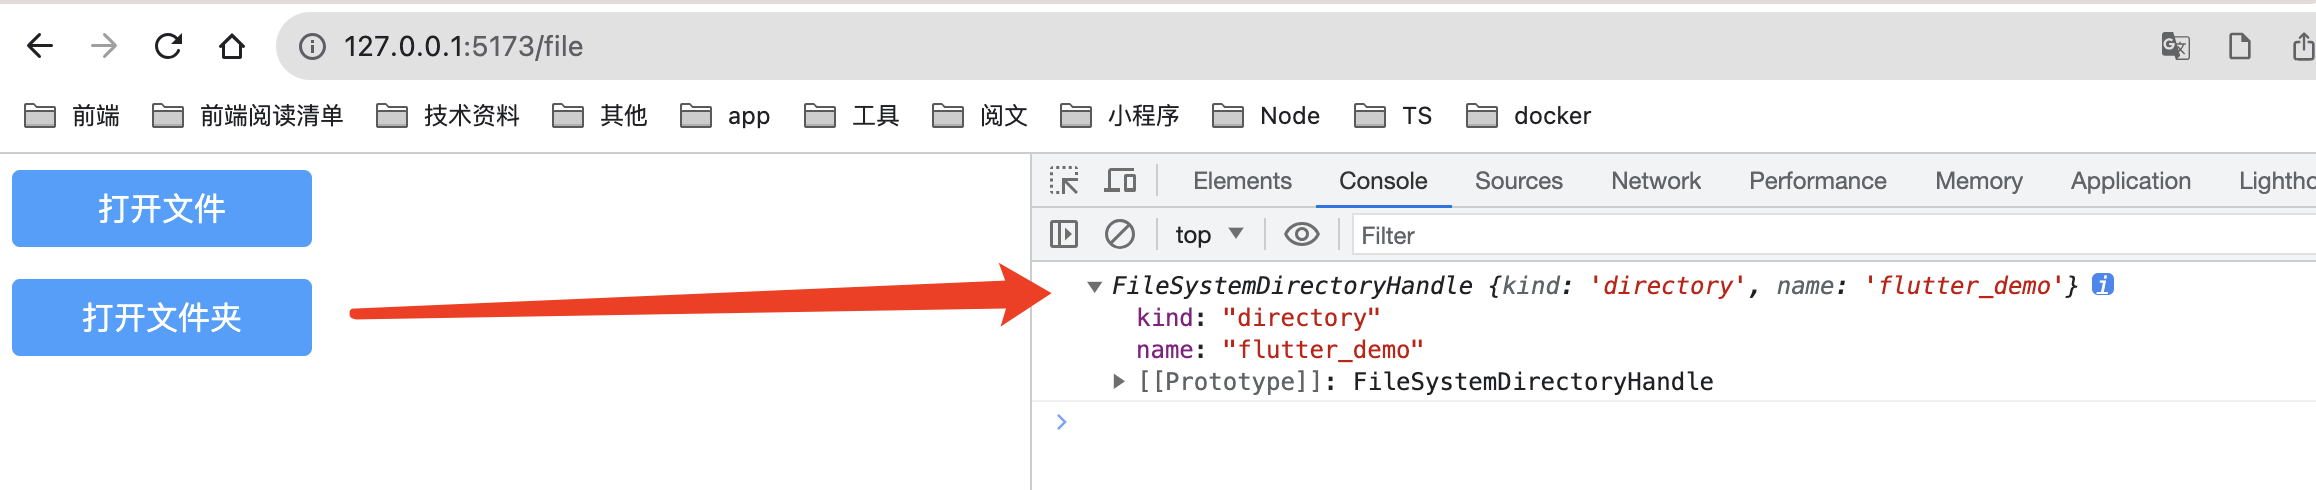 127.0.0.1:5173/file
前端 前端阅读清单 技术资料 其他 app 工具 阅文 小程序 Node TS docker
打开文件
打开文件夹
Elements Console Sources Network Performance Memory Application Lighthc
top Filter
FileSystemDirectoryHandle {kind: 'directory', name: 'flutter_demo'}
kind: "directory"
name: "flutter_demo"
[[Prototype]]: FileSystemDirectoryHandle